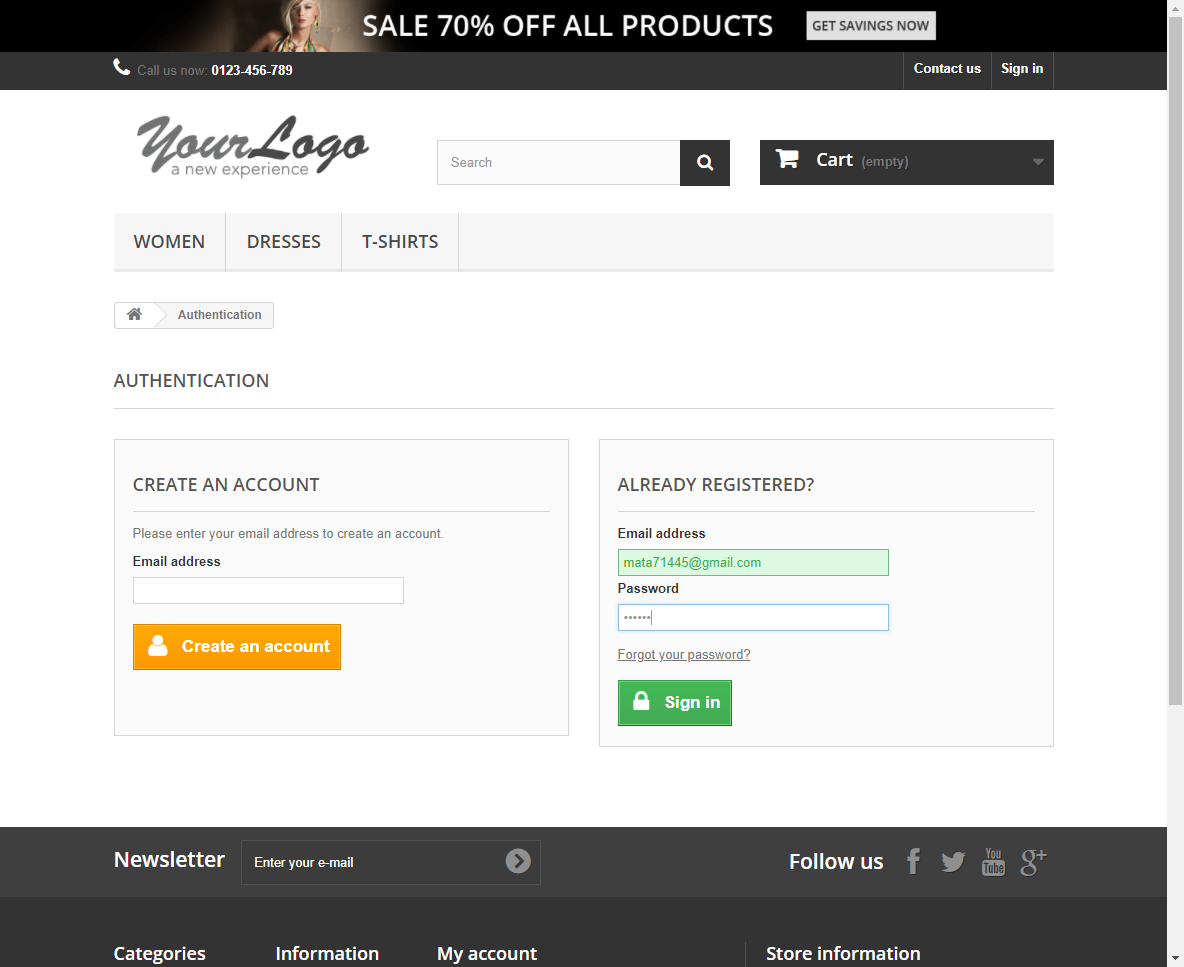 SALE 70% OFF ALL PRODUCTS GET SAVINGS NOW
Call us now: 0123-456-789 Contact us Sign in
YourLogo
a new experience
Search
Cart (empty)
WOMEN DRESSES T-SHIRTS
Authentication
AUTHENTICATION
CREATE AN ACCOUNT
Please enter your email address to create an account.
Email address
Create an account
ALREADY REGISTERED?
Email address
mata71445@gmail.com
Password
••••••
Forgot your password?
Sign in
Newsletter Enter your e-mail Follow us
You
Tube
g+
Categories Information My account Store information